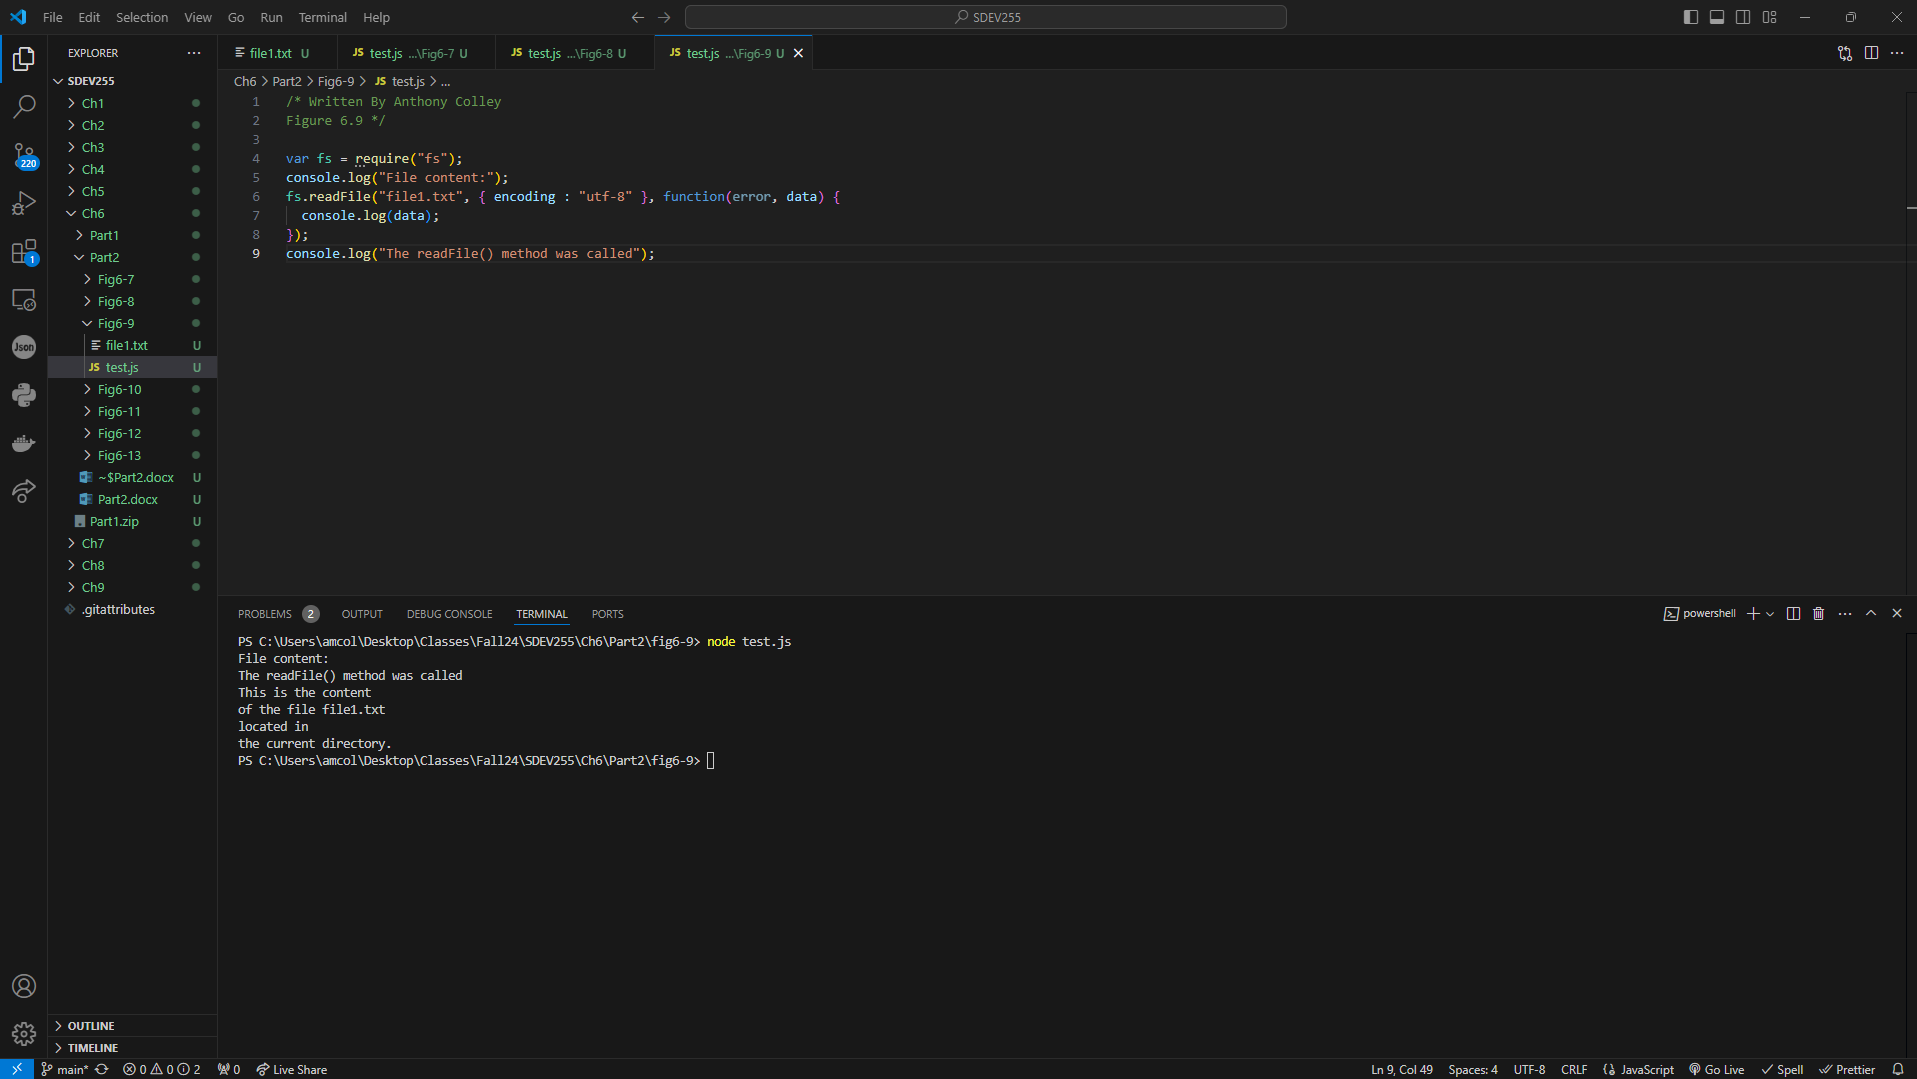 File Edit Selection View Go Run Terminal Help
SDEV255
EXPLORER
SDEV255
Ch1
Ch2
Ch3
Ch4
Ch5
Ch6
Part1
Part2
Fig6-7
Fig6-8
Fig6-9
file1.txt U
JS test.js U
Fig6-10
Fig6-11
Fig6-12
Fig6-13
~$Part2.docx U
Part2.docx U
Part1.zip U
Ch7
Ch8
Ch9
.gitattributes
OUTLINE
TIMELINE
220
1
Json
file1.txt U
JS test.js ...\Fig6-7 U
JS test.js ...\Fig6-8 U
JS test.js ...\Fig6-9 U
Ch6 > Part2 > Fig6-9 > JS test.js > ...
1 /* Written By Anthony Colley
2 Figure 6.9 */
3
4 var fs = require("fs");
5 console.log("File content:");
6 fs.readFile("file1.txt", { encoding : "utf-8" }, function(error, data) {
7 console.log(data);
8 });
9 console.log("The readFile() method was called");
PROBLEMS 2 OUTPUT DEBUG CONSOLE TERMINAL PORTS
powershell
PS C:\Users\amcol\Desktop\Classes\Fall24\SDEV255\Ch6\Part2\fig6-9> node test.js
File content:
The readFile() method was called
This is the content
of the file file1.txt
located in
the current directory.
PS C:\Users\amcol\Desktop\Classes\Fall24\SDEV255\Ch6\Part2\fig6-9>
main* 0 0 2 0 Live Share
Ln 9, Col 49 Spaces: 4 UTF-8 CRLF {} JavaScript Go Live Spell Prettier